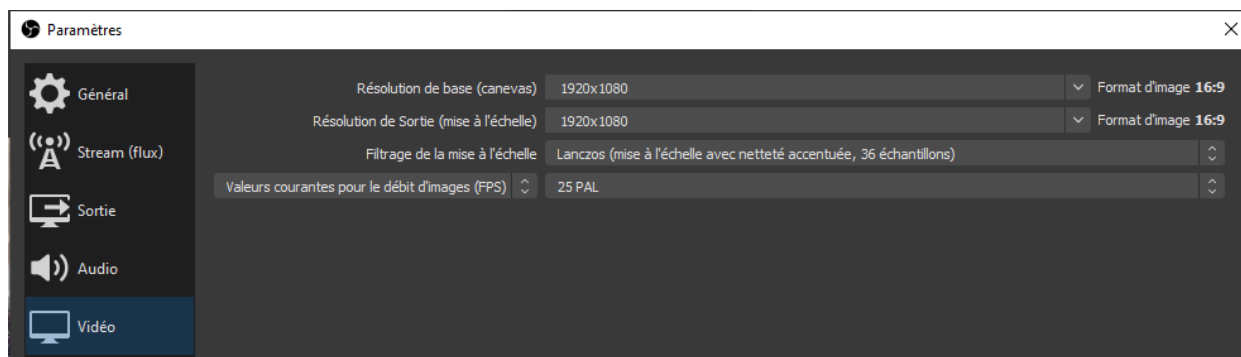 Paramètres
Général
Stream (flux)
Sortie
Audio
Vidéo
Résolution de base (canevas) 1920x1080 Format d'image 16:9
Résolution de Sortie (mise à l'échelle) 1920x1080 Format d'image 16:9
Filtrage de la mise à l'échelle Lanczos (mise à l'échelle avec netteté accentuée, 36 échantillons)
Valeurs courantes pour le débit d'images (FPS) 25 PAL